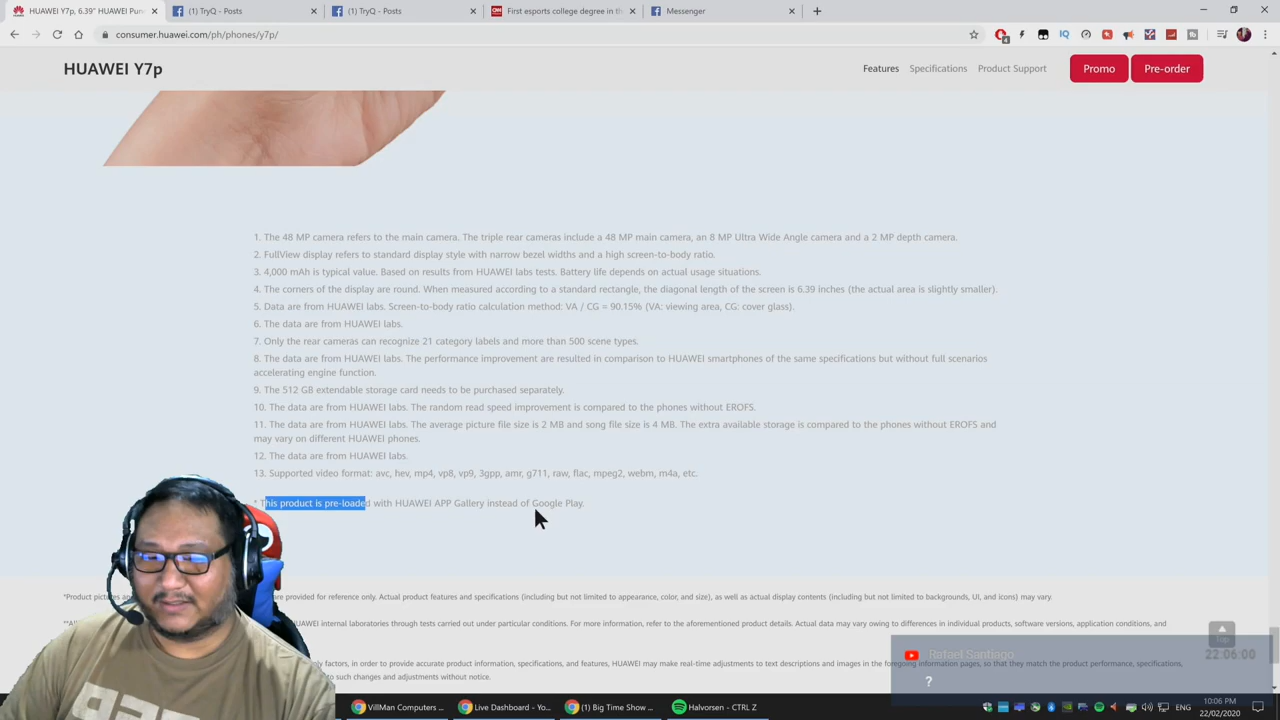 HUAWEI Y7p, 6.39" HUAWEI Pun
(1) TryQ - Posts
(1) TryQ - Posts
First esports college degree in th
Messenger
consumer.huawei.com/ph/phones/y7p/
HUAWEI Y7p
Features
Specifications
Product Support
Promo
Pre-order
1. The 48 MP camera refers to the main camera. The triple rear cameras include a 48 MP main camera, an 8 MP Ultra Wide Angle camera and a 2 MP depth camera.
2. FullView display refers to standard display style with narrow bezel widths and a high screen-to-body ratio.
3. 4,000 mAh is typical value. Based on results from HUAWEI labs tests. Battery life depends on actual usage situations.
4. The corners of the display are round. When measured according to a standard rectangle, the diagonal length of the screen is 6.39 inches (the actual area is slightly smaller).
5. Data are from HUAWEI labs. Screen-to-body ratio calculation method: VA / CG = 90.15% (VA: viewing area, CG: cover glass).
6. The data are from HUAWEI labs.
7. Only the rear cameras can recognize 21 category labels and more than 500 scene types.
8. The data are from HUAWEI labs. The performance improvement are resulted in comparison to HUAWEI smartphones of the same specifications but without full scenarios
accelerating engine function.
9. The 512 GB extendable storage card needs to be purchased separately.
10. The data are from HUAWEI labs. The random read speed improvement is compared to the phones without EROFS.
11. The data are from HUAWEI labs. The average picture file size is 2 MB and song file size is 4 MB. The extra available storage is compared to the phones without EROFS and
may vary on different HUAWEI phones.
12. The data are from HUAWEI labs.
13. Supported video format: avc, hev, mp4, vp8, vp9, 3gpp, amr, g711, raw, flac, mpeg2, webm, m4a, etc.
* This product is pre-loaded with HUAWEI APP Gallery instead of Google Play.
*Product pictures are provided for reference only. Actual product features and specifications (including but not limited to appearance, color, and size), as well as actual display contents (including but not limited to backgrounds, UI, and icons) may vary.
HUAWEI internal laboratories through tests carried out under particular conditions. For more information, refer to the aforementioned product details. Actual data may vary owing to differences in individual products, software versions, application conditions, and
factors, in order to provide accurate product information, specifications, and features, HUAWEI may make real-time adjustments to text descriptions and images in the foregoing information pages, so that they match the product performance, specifications,
to such changes and adjustments without notice.
Top
Rafael Santiago
22:06:00
?
VillMan Computers ...
Live Dashboard - Yo...
(1) Big Time Show ...
Halvorsen - CTRL Z
ENG
10:06 PM
22/02/2020